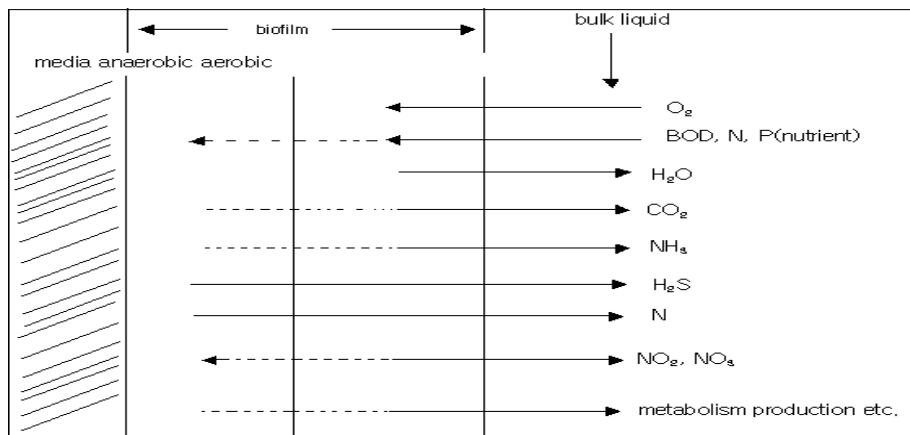 biofilm
bulk liquid
media anaerobic aerobic
O₂
BOD, N, P(nutrient)
H₂O
CO₂
NH₃
H₂S
N
NO₂, NO₃
metabolism production etc.